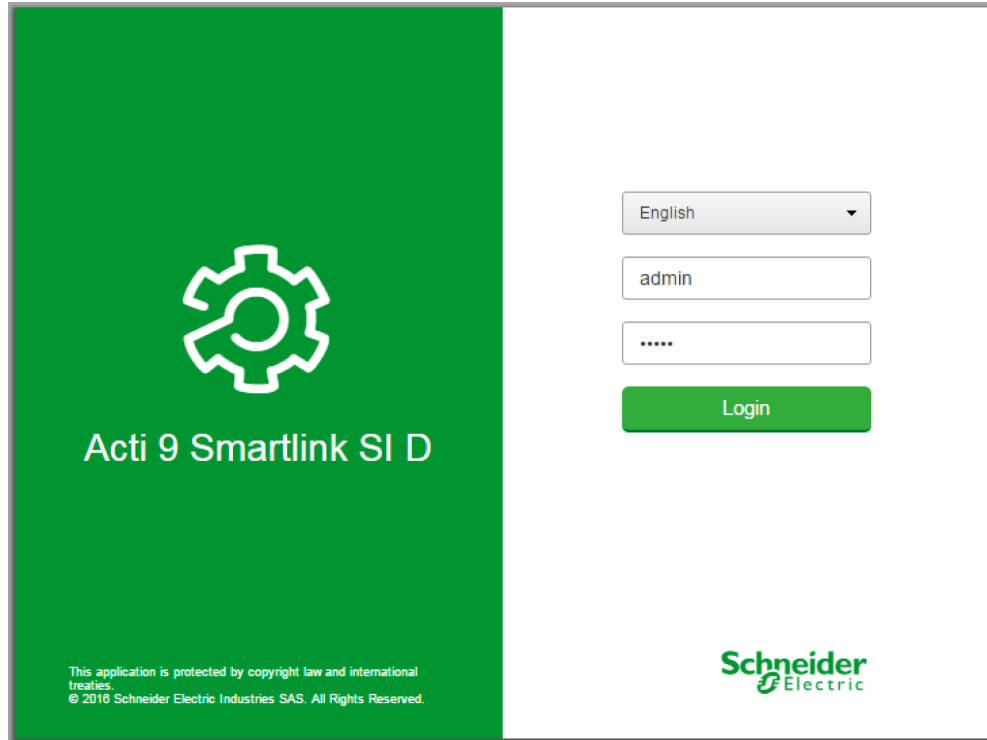 Acti 9 Smartlink SI D
This application is protected by copyright law and international
treaties.
© 2016 Schneider Electric Industries SAS. All Rights Reserved.
English
admin
•••••
Login
Schneider
Electric